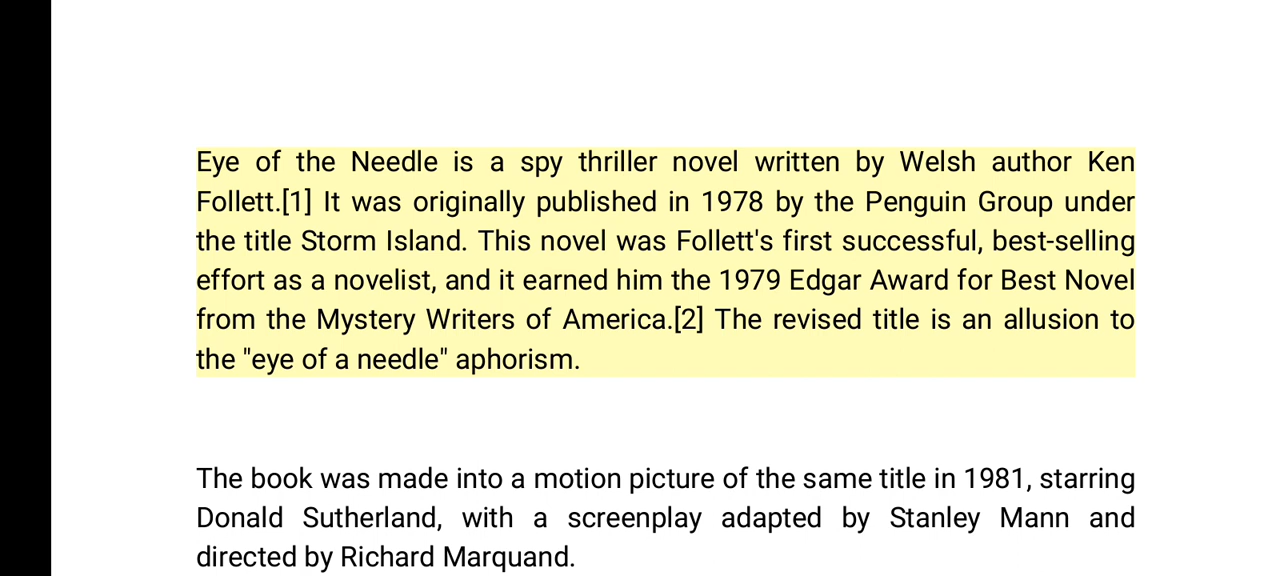 Eye of the Needle is a spy thriller novel written by Welsh author Ken
Follett.[1] It was originally published in 1978 by the Penguin Group under
the title Storm Island. This novel was Follett's first successful, best-selling
effort as a novelist, and it earned him the 1979 Edgar Award for Best Novel
from the Mystery Writers of America.[2] The revised title is an allusion to
the "eye of a needle" aphorism.
The book was made into a motion picture of the same title in 1981, starring
Donald Sutherland, with a screenplay adapted by Stanley Mann and
directed by Richard Marquand.